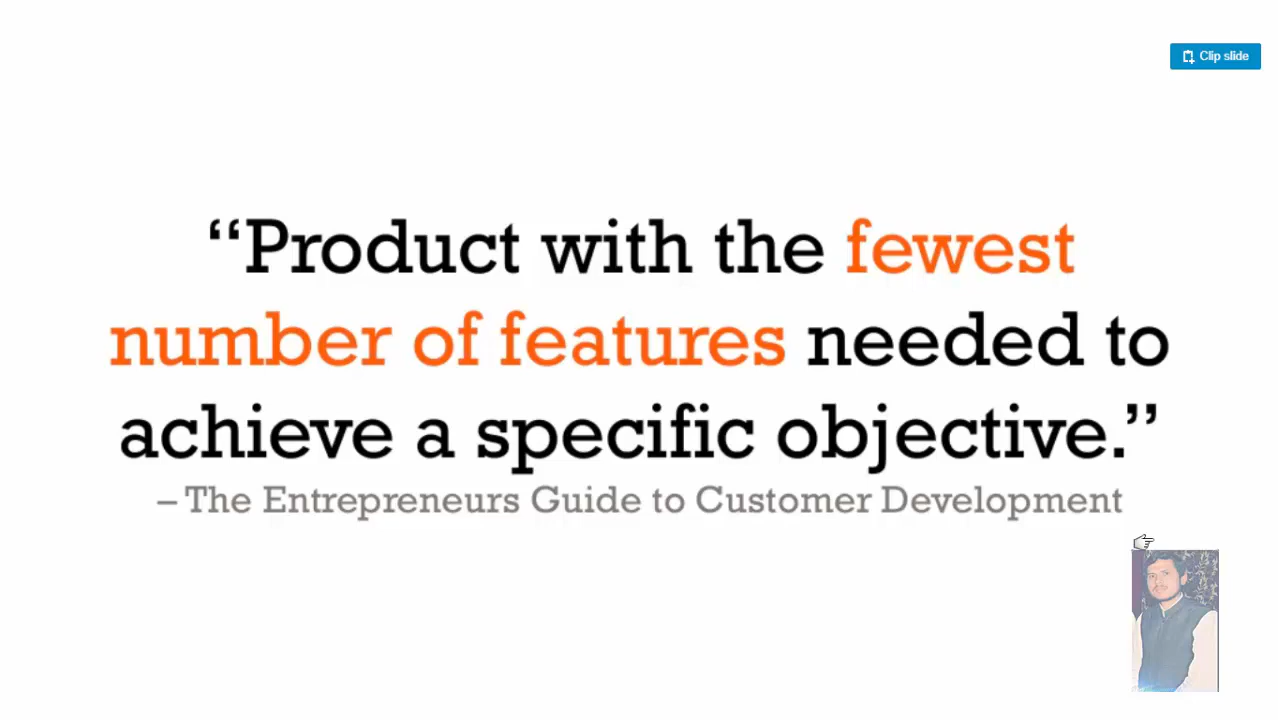 Clip slide
“Product with the fewest
number of features needed to
achieve a specific objective.”
– The Entrepreneurs Guide to Customer Development